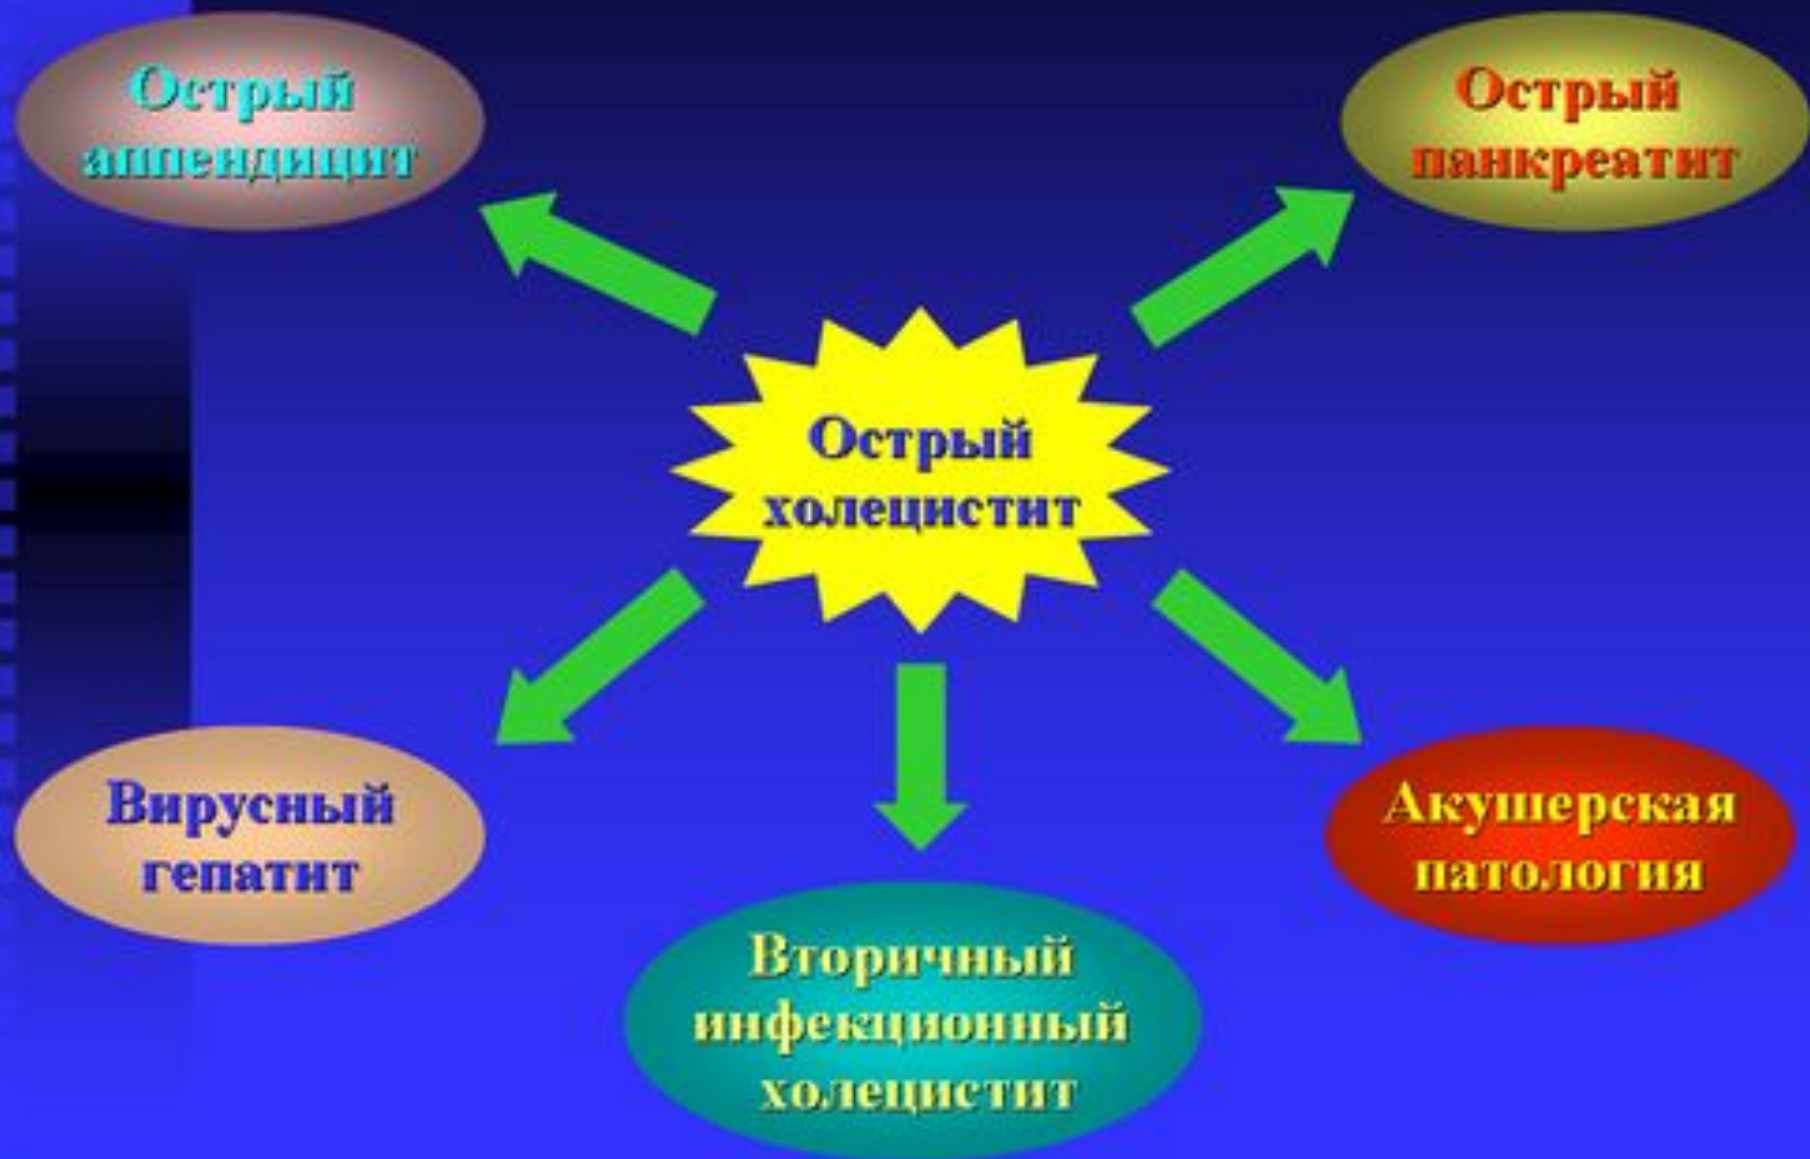 Острый
аппендицит
Острый
панкреатит
Острый
холецистит
Вирусный
гепатит
Вторичный
инфекционный
холецистит
Акушерская
патология